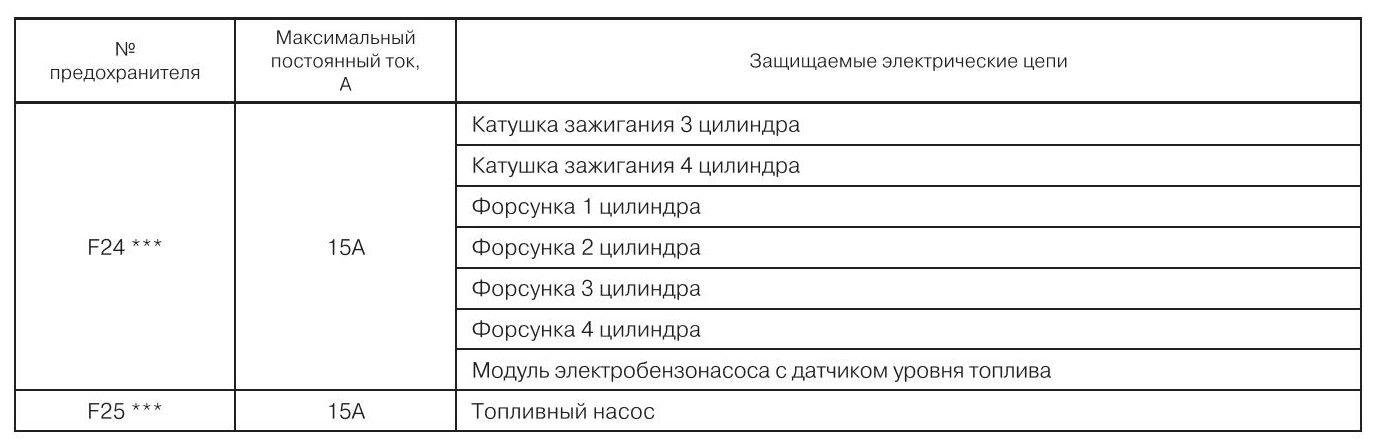 №
предохранителя
Максимальный
постоянный ток,
А
Защищаемые электрические цепи
F24 ***
15А
Катушка зажигания 3 цилиндра
Катушка зажигания 4 цилиндра
Форсунка 1 цилиндра
Форсунка 2 цилиндра
Форсунка 3 цилиндра
Форсунка 4 цилиндра
Модуль электробензонасоса с датчиком уровня топлива
F25 ***
15А
Топливный насос